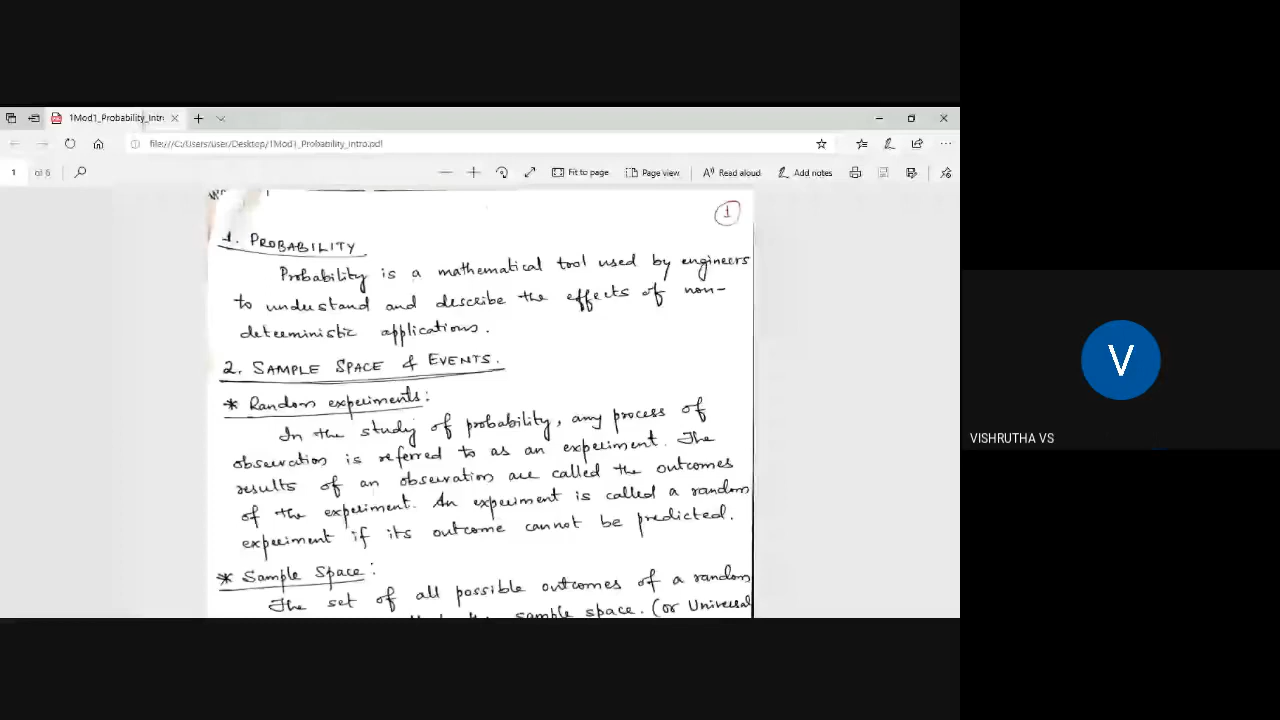 1Mod1_Probability_Intro
file:///C:/Users/user/Desktop/1Mod1_Probability_Intro.pdf
1 of 6
Fit to page
Page view
Read aloud
Add notes
1
1. PROBABILITY
Probability is a mathematical tool used by engineers
to understand and describe the effects of non-
deterministic applications.
2. SAMPLE SPACE & EVENTS.
* Random experiments:
In the study of probability, any process of
observation is referred to as an experiment. The
results of an observation are called the outcomes
of the experiment. An experiment is called a random
experiment if its outcome cannot be predicted.
* Sample Space:
The set of all possible outcomes of a random
sample space. (or Universal
V
VISHRUTHA VS